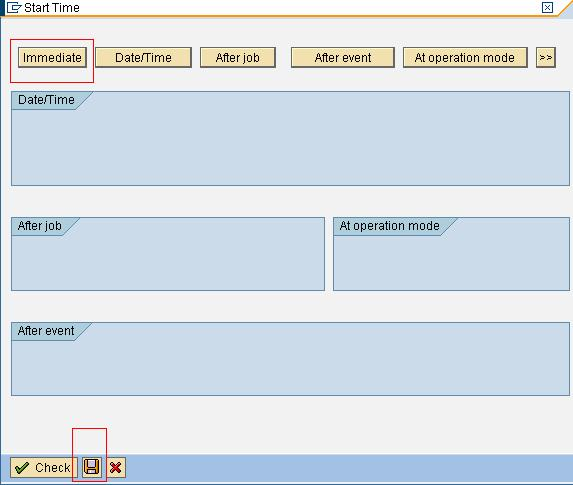 Start Time
Immediate Date/Time After job After event At operation mode >>
Date/Time
After job At operation mode
After event
Check